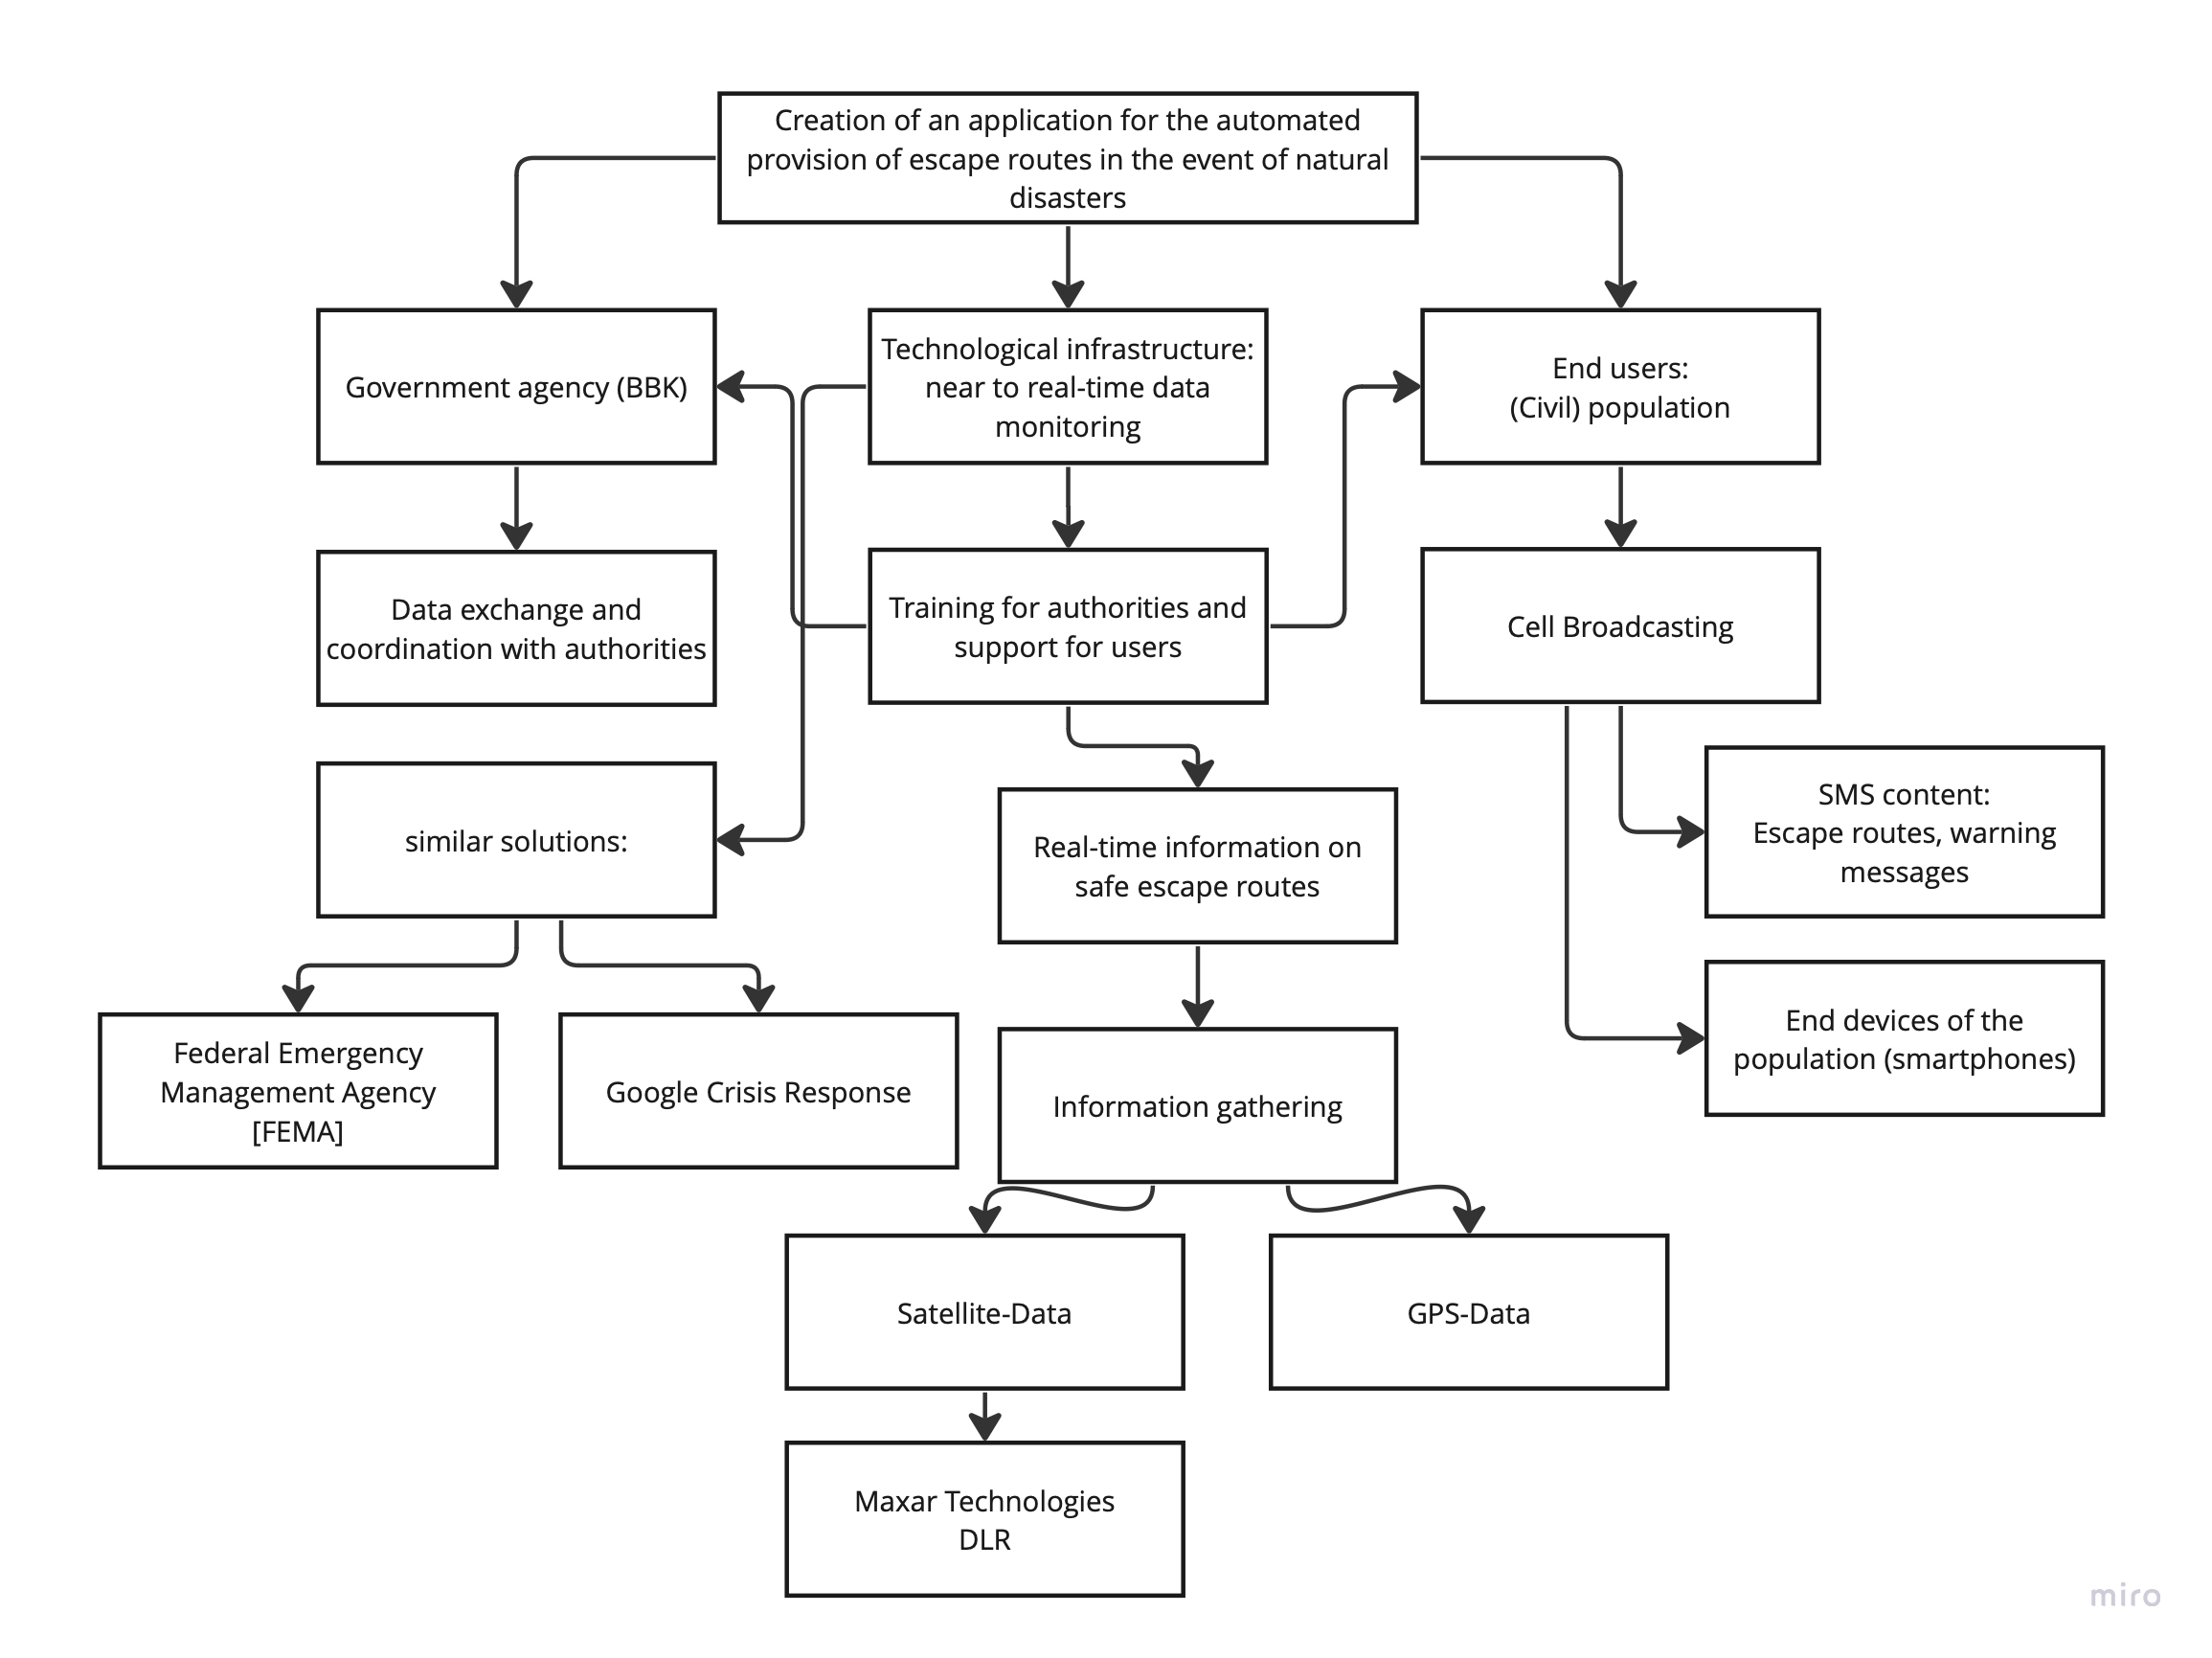 Creation of an application for the automated
provision of escape routes in the event of natural
disasters
Government agency (BBK)
Technological infrastructure:
near to real-time data
monitoring
End users:
(Civil) population
Data exchange and
coordination with authorities
Training for authorities and
support for users
Cell Broadcasting
similar solutions:
Real-time information on
safe escape routes
SMS content:
Escape routes, warning
messages
Federal Emergency
Management Agency
[FEMA]
Google Crisis Response
Information gathering
End devices of the
population (smartphones)
Satellite-Data
GPS-Data
Maxar Technologies
DLR
miro